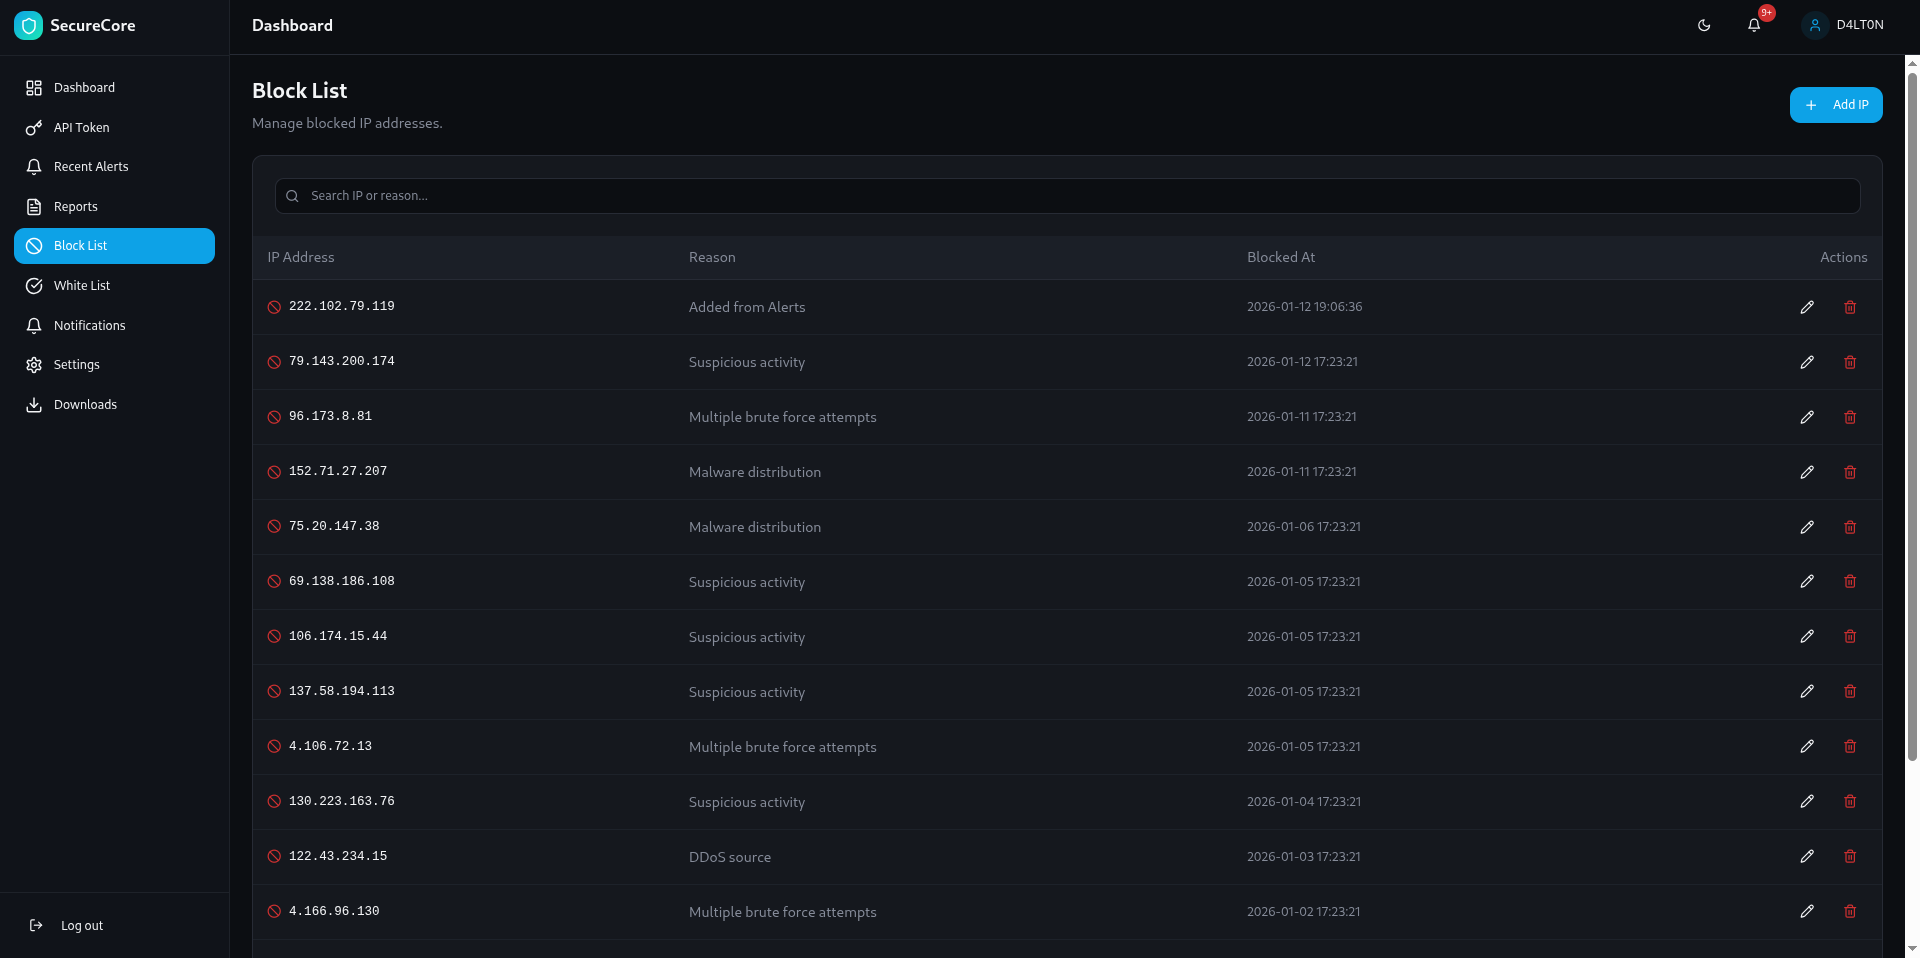 SecureCore
Dashboard
9+
D4LT0N
Dashboard
API Token
Recent Alerts
Reports
Block List
White List
Notifications
Settings
Downloads
Log out
Block List
Manage blocked IP addresses.
Add IP
Search IP or reason...
IP Address Reason Blocked At Actions
222.102.79.119 Added from Alerts 2026-01-12 19:06:36
79.143.200.174 Suspicious activity 2026-01-12 17:23:21
96.173.8.81 Multiple brute force attempts 2026-01-11 17:23:21
152.71.27.207 Malware distribution 2026-01-11 17:23:21
75.20.147.38 Malware distribution 2026-01-06 17:23:21
69.138.186.108 Suspicious activity 2026-01-05 17:23:21
106.174.15.44 Suspicious activity 2026-01-05 17:23:21
137.58.194.113 Suspicious activity 2026-01-05 17:23:21
4.106.72.13 Multiple brute force attempts 2026-01-05 17:23:21
130.223.163.76 Suspicious activity 2026-01-04 17:23:21
122.43.234.15 DDoS source 2026-01-03 17:23:21
4.166.96.130 Multiple brute force attempts 2026-01-02 17:23:21